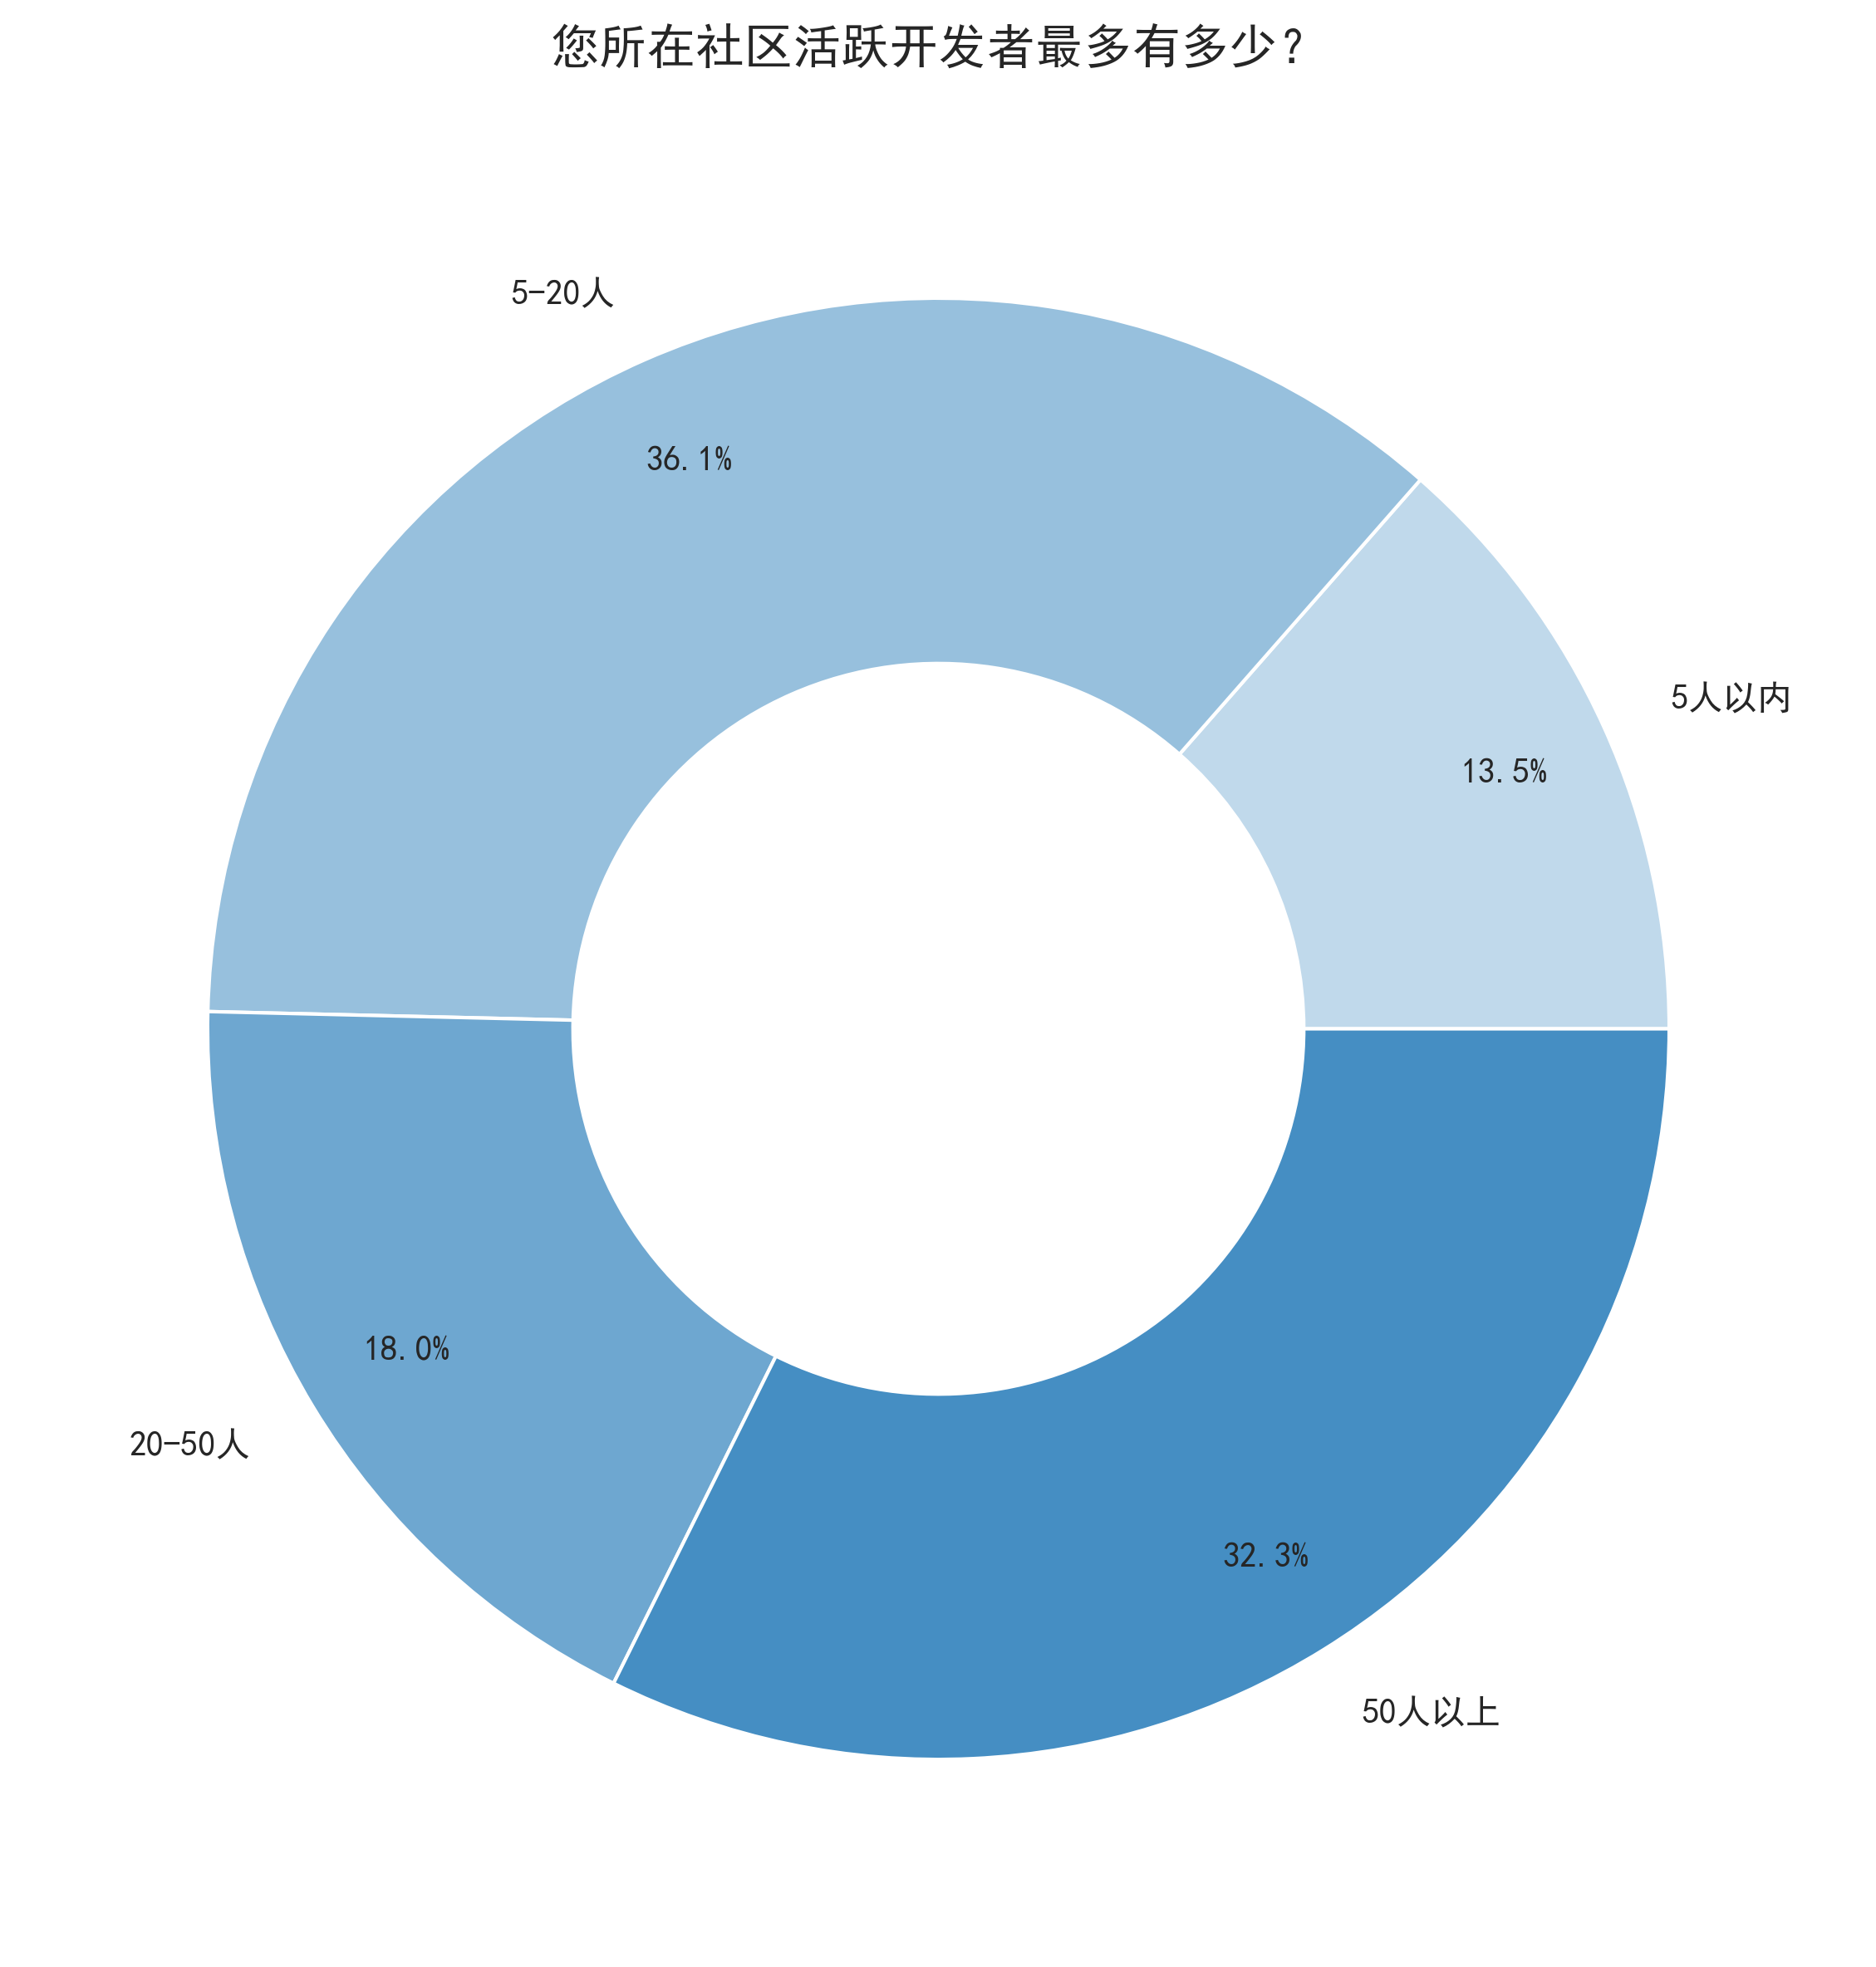 您所在社区活跃开发者最多有多少?
5-20人
36.1%
5人以内
13.5%
18.0%
20-50人
32.3%
50人以上